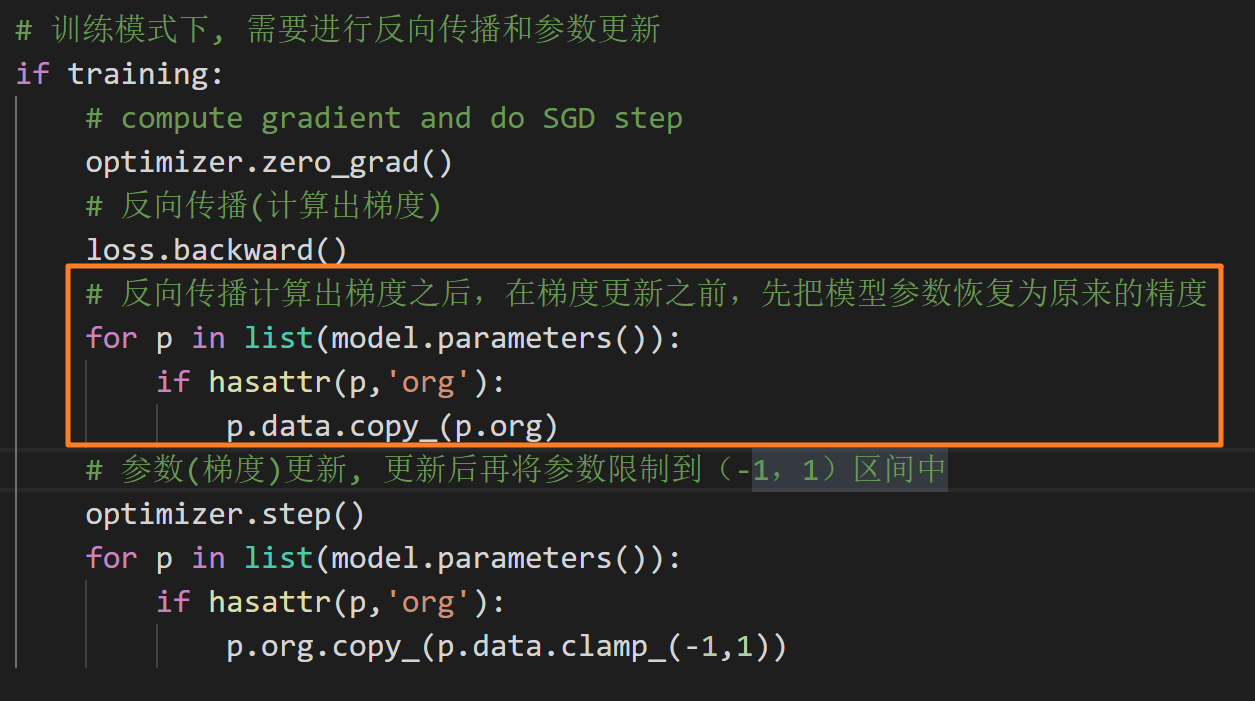 # 训练模式下, 需要进行反向传播和参数更新
if training:
# compute gradient and do SGD step
optimizer.zero_grad()
# 反向传播(计算出梯度)
loss.backward()
# 反向传播计算出梯度之后，在梯度更新之前，先把模型参数恢复为原来的精度
for p in list(model.parameters()):
if hasattr(p,'org'):
p.data.copy_(p.org)
# 参数(梯度)更新, 更新后再将参数限制到（-1，1）区间中
optimizer.step()
for p in list(model.parameters()):
if hasattr(p,'org'):
p.org.copy_(p.data.clamp_(-1,1))